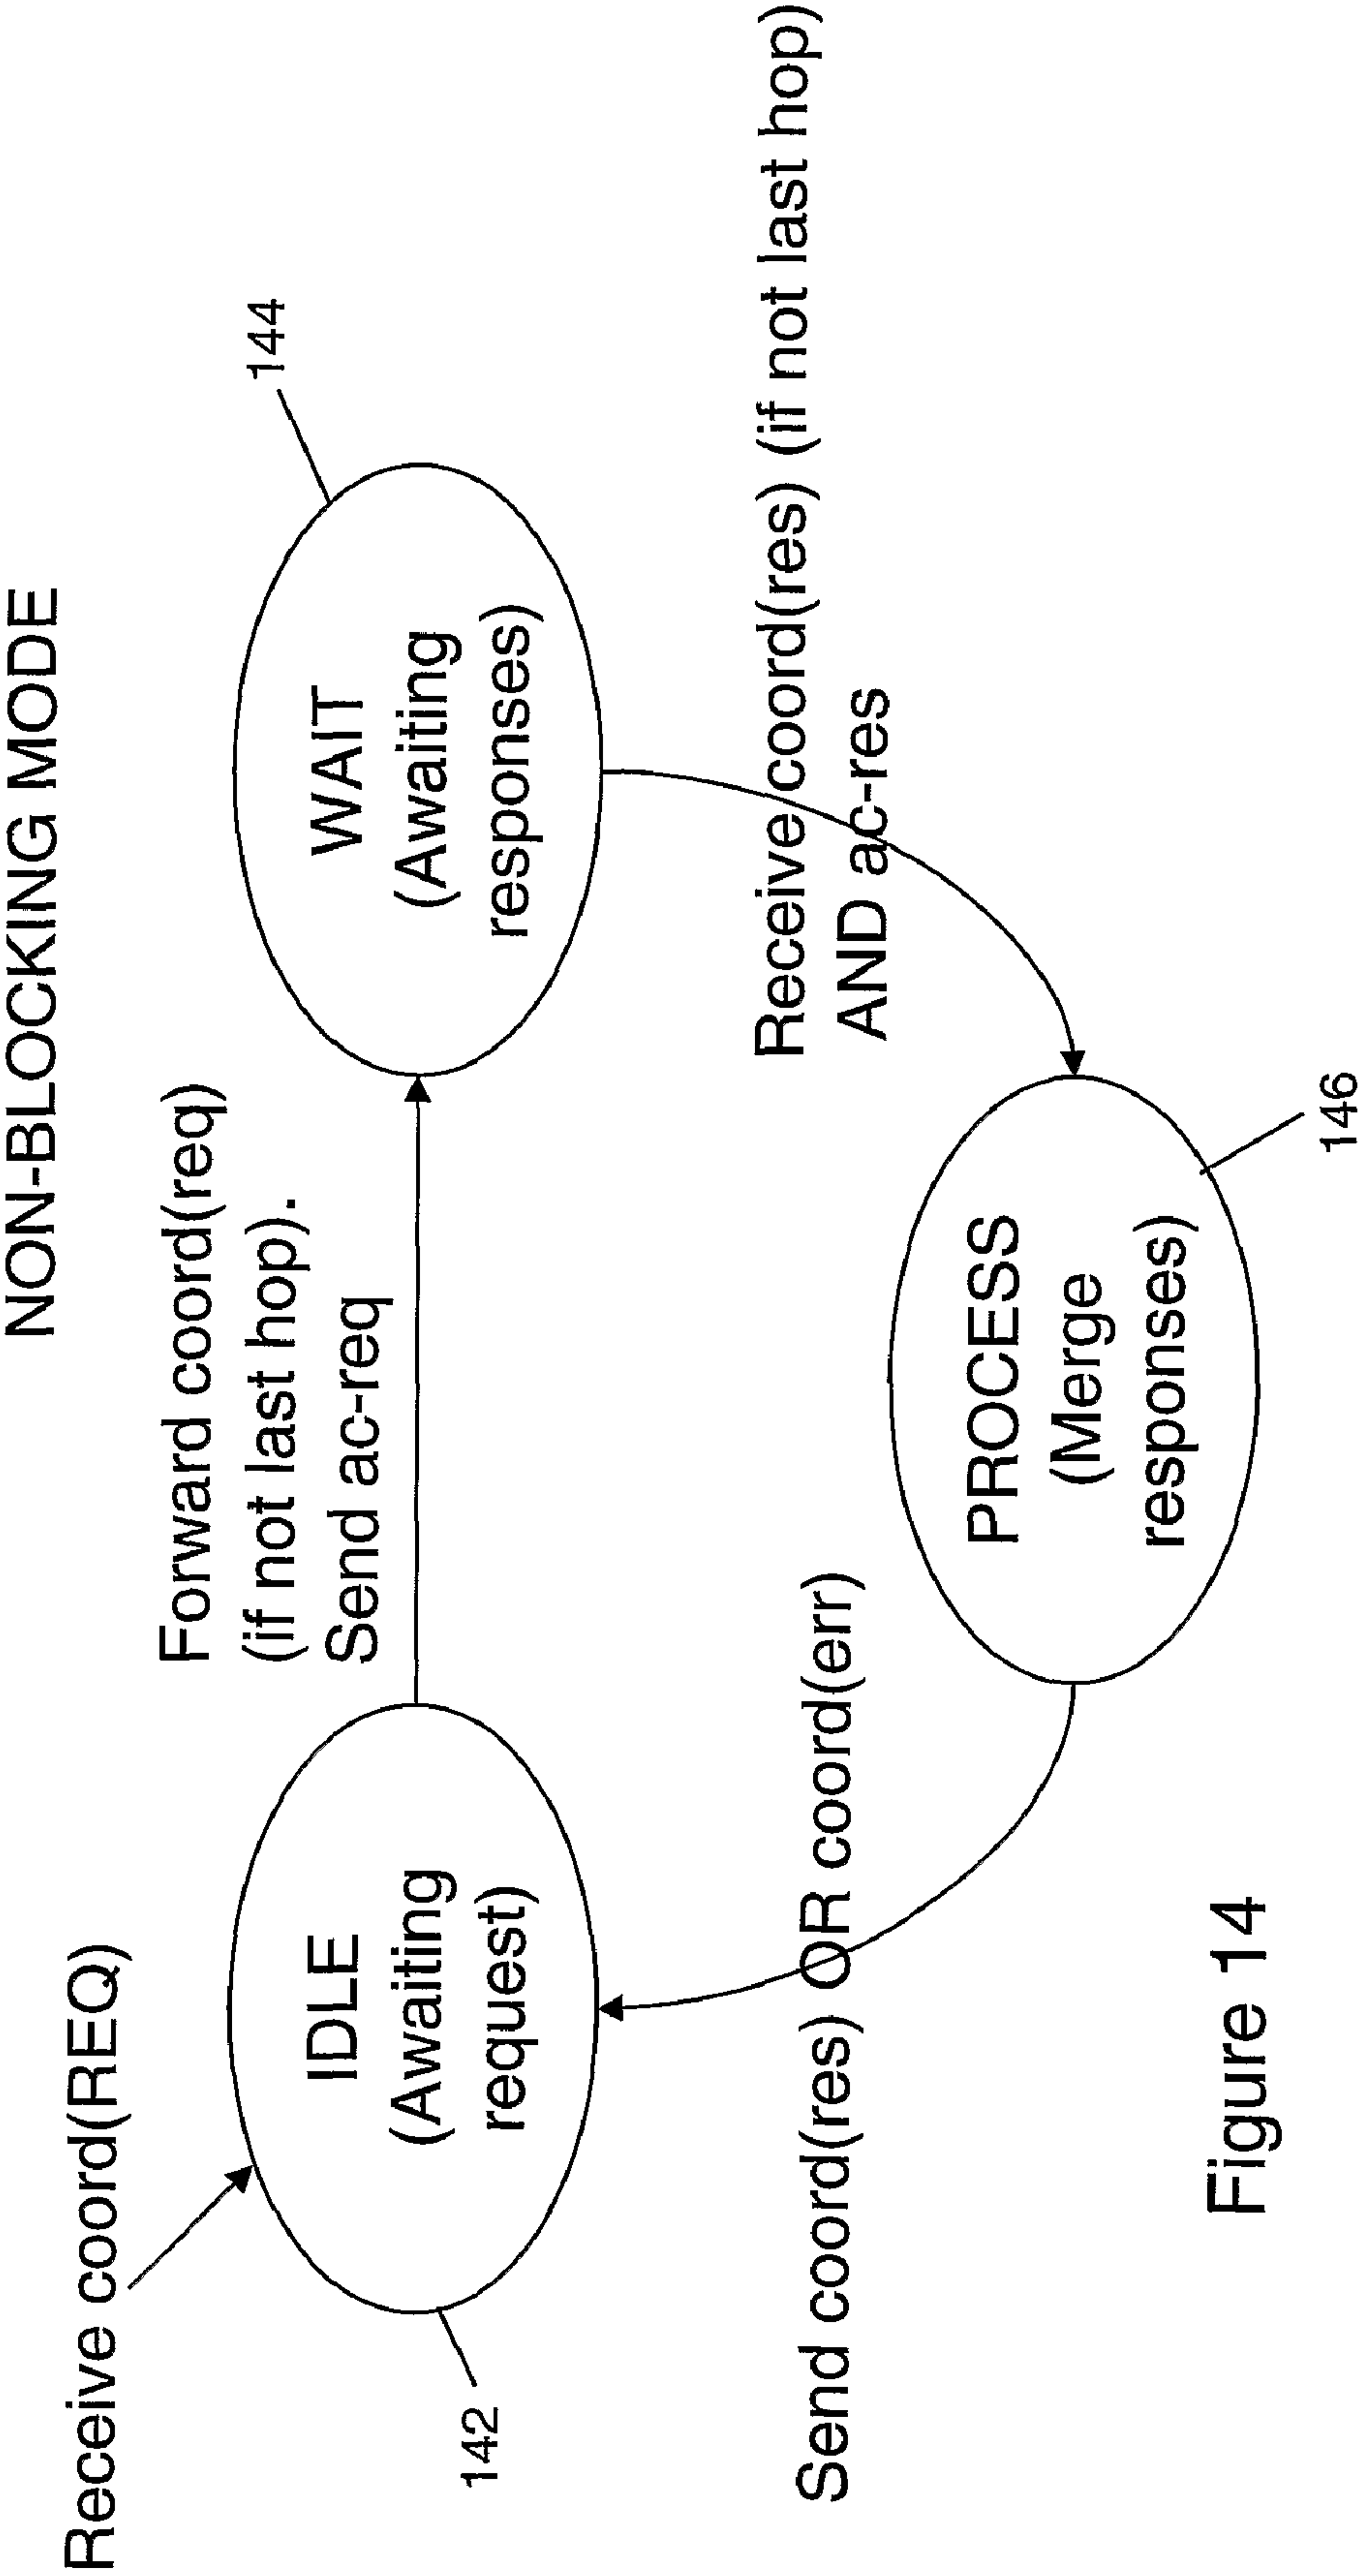 NON-BLOCKING MODE
Receive coord(REQ)
Forward coord(req)
(if not last hop).
Send ac-req
144
IDLE
(Awaiting
request)
WAIT
(Awaiting
responses)
142
Receive coord(res) (if not last hop)
AND ac-res
Send coord(res) OR coord(err)
PROCESS
(Merge
responses)
146
Figure 14